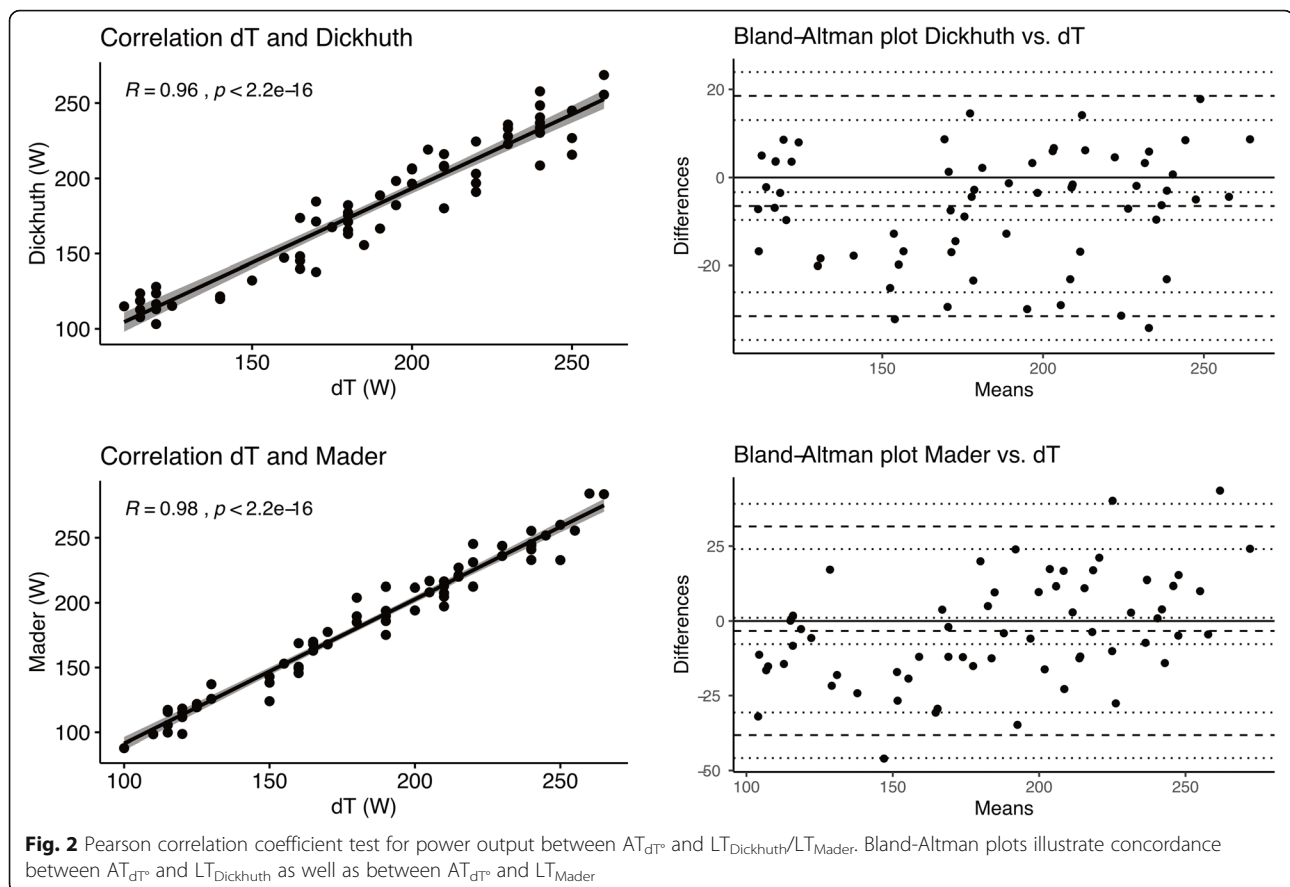 Correlation dT and Dickhuth
R = 0.96 , p < 2.2e−16
250
200
150
100
Dickhuth (W)
150 200 250
dT (W)
Bland−Altman plot Dickhuth vs. dT
20
0
−20
Differences
150 200 250
Means
Correlation dT and Mader
R = 0.98 , p < 2.2e−16
250
200
150
100
Mader (W)
100 150 200 250
dT (W)
Bland−Altman plot Mader vs. dT
25
0
−25
−50
Differences
100 150 200 250
Means
Fig. 2 Pearson correlation coefficient test for power output between ATdT° and LTDickhuth/LTMader. Bland-Altman plots illustrate concordance
between ATdT° and LTDickhuth as well as between ATdT° and LTMader